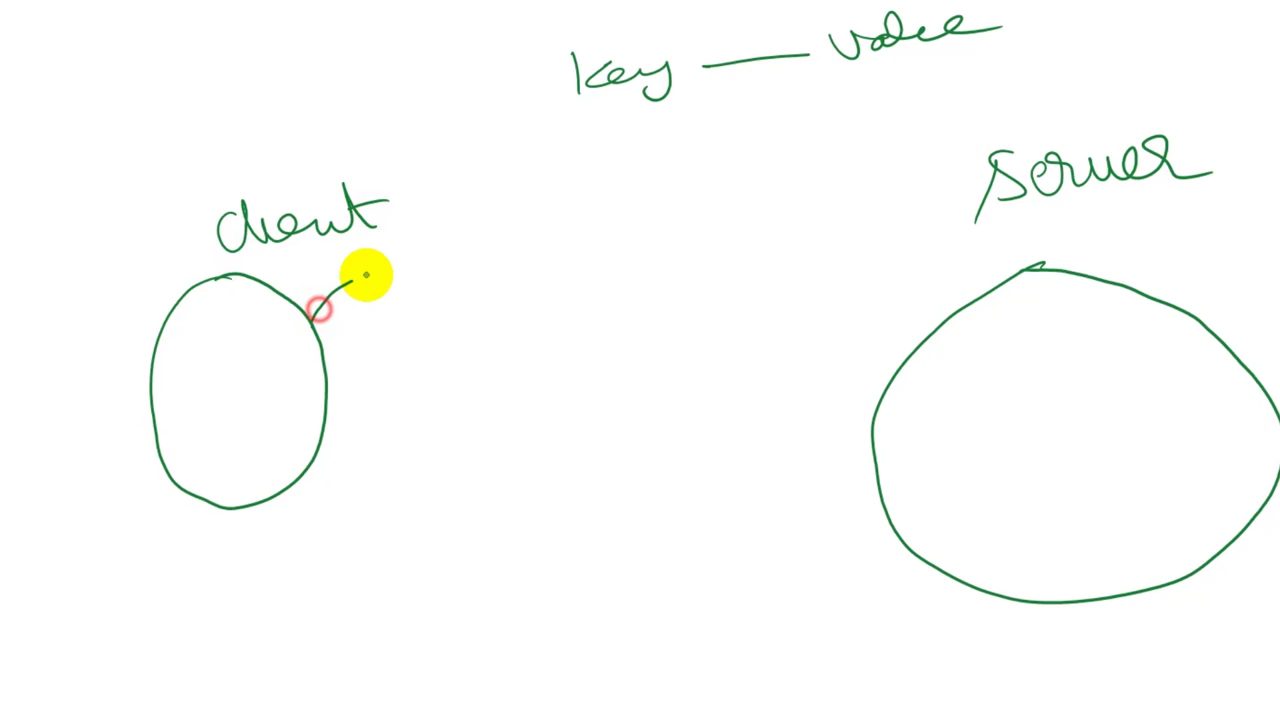 key — value
server
client